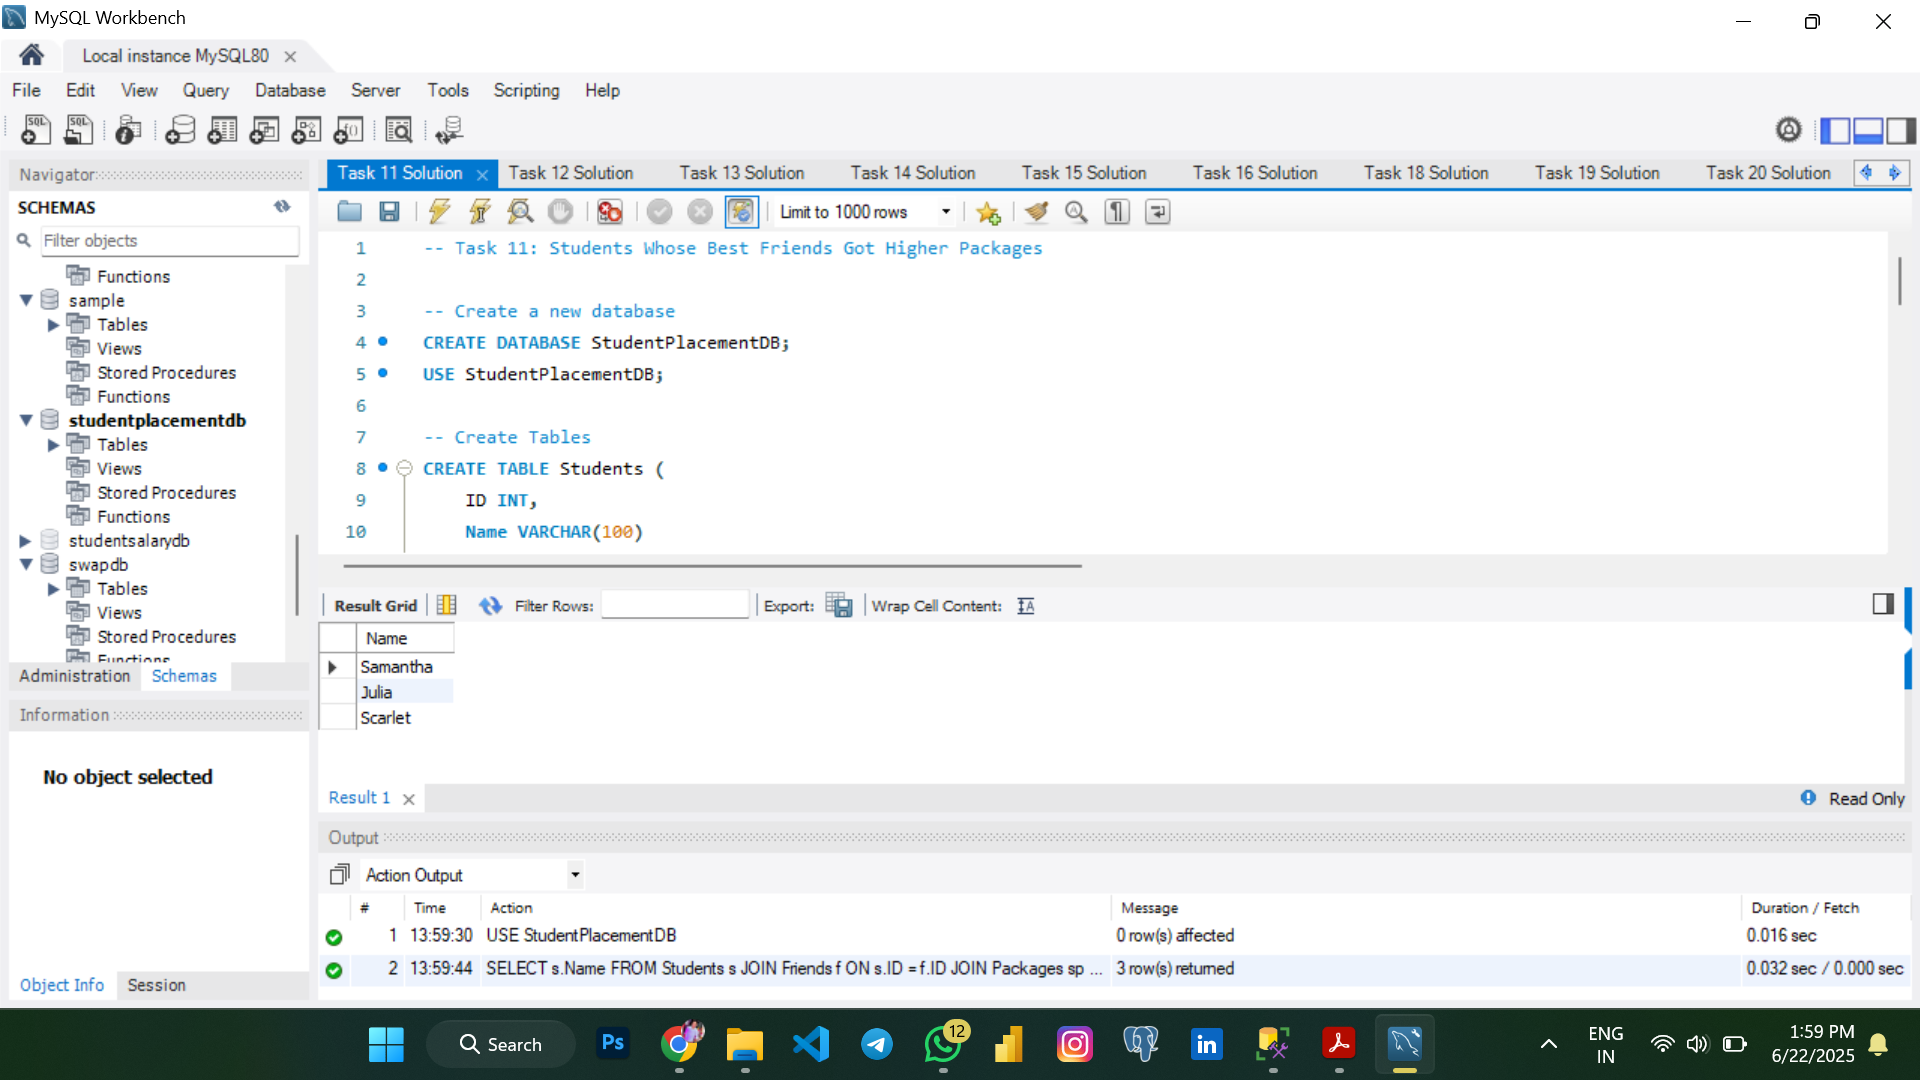 MySQL Workbench
Local instance MySQL80
File Edit View Query Database Server Tools Scripting Help
Navigator
SCHEMAS
Filter objects
Functions
sample
Tables
Views
Stored Procedures
Functions
studentplacementdb
Tables
Views
Stored Procedures
Functions
studentsalarydb
swapdb
Tables
Views
Stored Procedures
Functions
Administration Schemas
Information
No object selected
Object Info Session
Task 11 Solution Task 12 Solution Task 13 Solution Task 14 Solution Task 15 Solution Task 16 Solution Task 18 Solution Task 19 Solution Task 20 Solution
Limit to 1000 rows
1 -- Task 11: Students Whose Best Friends Got Higher Packages
2
3 -- Create a new database
4 CREATE DATABASE StudentPlacementDB;
5 USE StudentPlacementDB;
6
7 -- Create Tables
8 CREATE TABLE Students (
9 ID INT,
10 Name VARCHAR(100)
Result Grid Filter Rows: Export: Wrap Cell Content:
Name
Samantha
Julia
Scarlet
Result 1 Read Only
Output
Action Output
# Time Action Message Duration / Fetch
1 13:59:30 USE StudentPlacementDB 0 row(s) affected 0.016 sec
2 13:59:44 SELECT s.Name FROM Students s JOIN Friends f ON s.ID = f.ID JOIN Packages sp ... 3 row(s) returned 0.032 sec / 0.000 sec
Search
Ps
12
in
ENG
IN
1:59 PM
6/22/2025